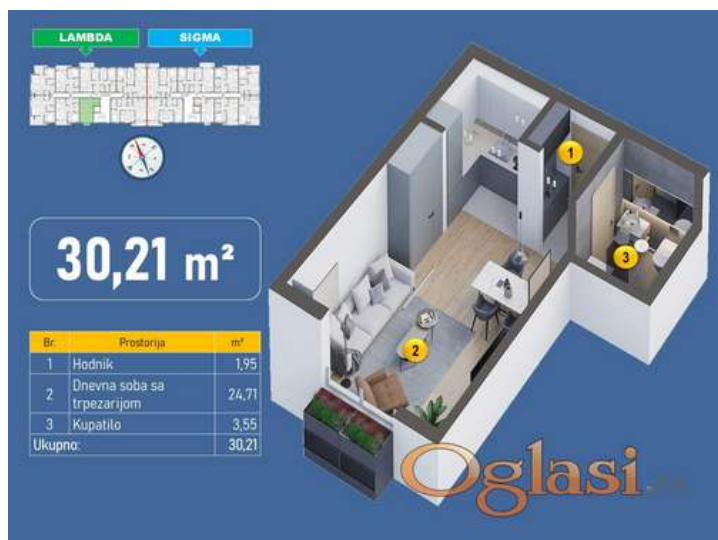 LAMBDA SIGMA
30,21 m²
Br. Prostorija m²
1 Hodnik 1,95
2 Dnevna soba sa trpezarijom 24,71
3 Kupatilo 3,55
Ukupno: 30,21
1
2
3
Oglasi